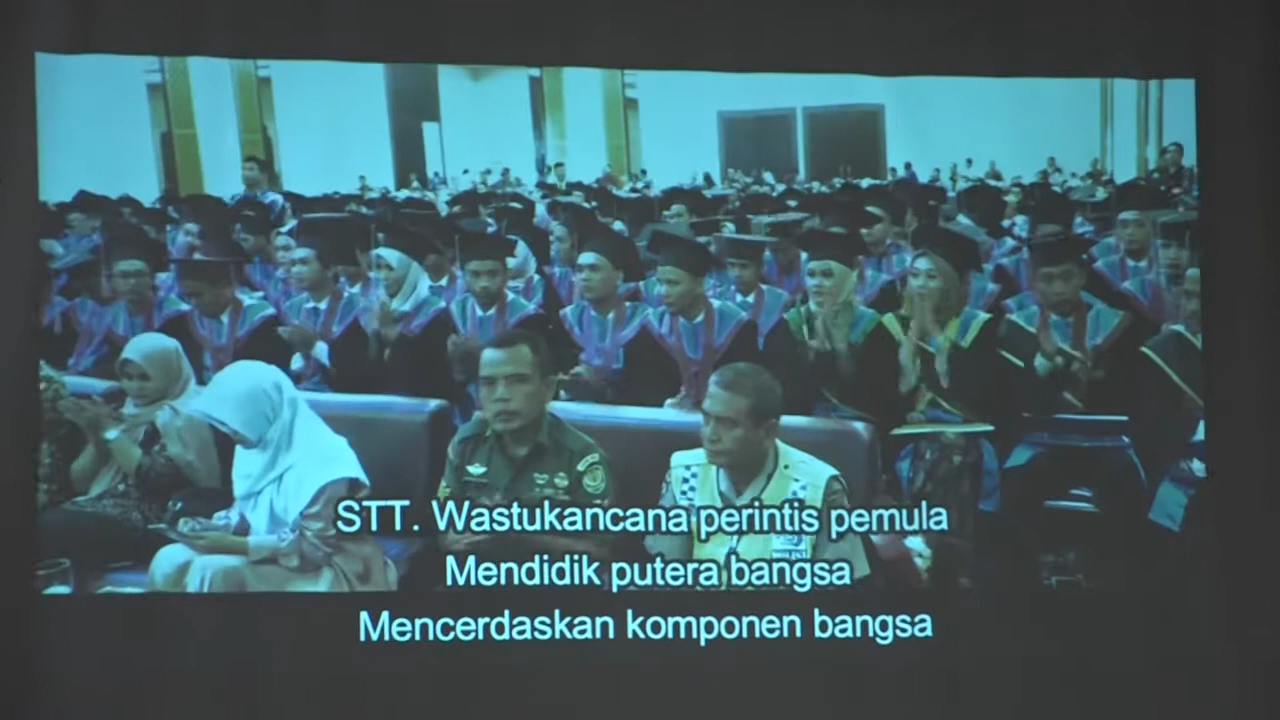 STT. Wastukancana perintis pemula
Mendidik putera bangsa
Mencerdaskan komponen bangsa